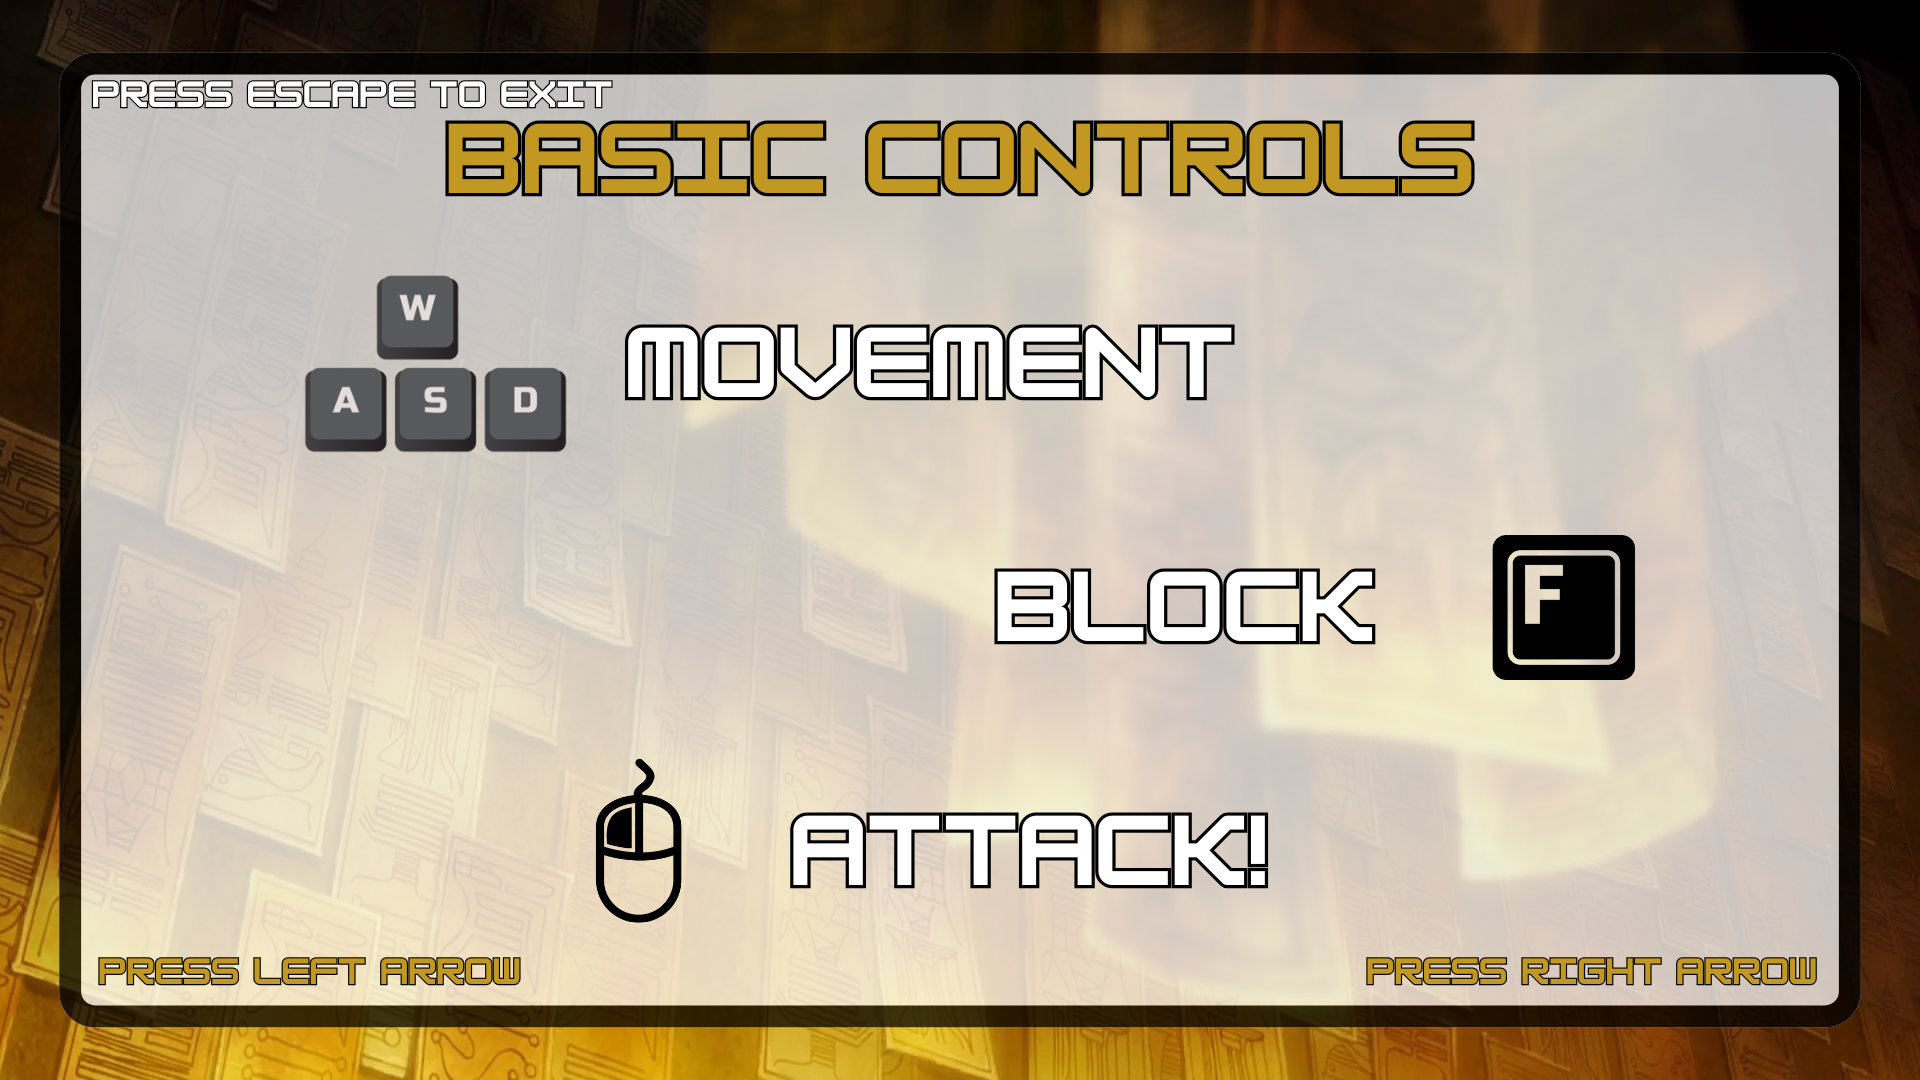 PRESS ESCAPE TO EXIT
BASIC CONTROLS
W
A S D
MOVEMENT
BLOCK
F
ATTACK!
PRESS LEFT ARROW
PRESS RIGHT ARROW